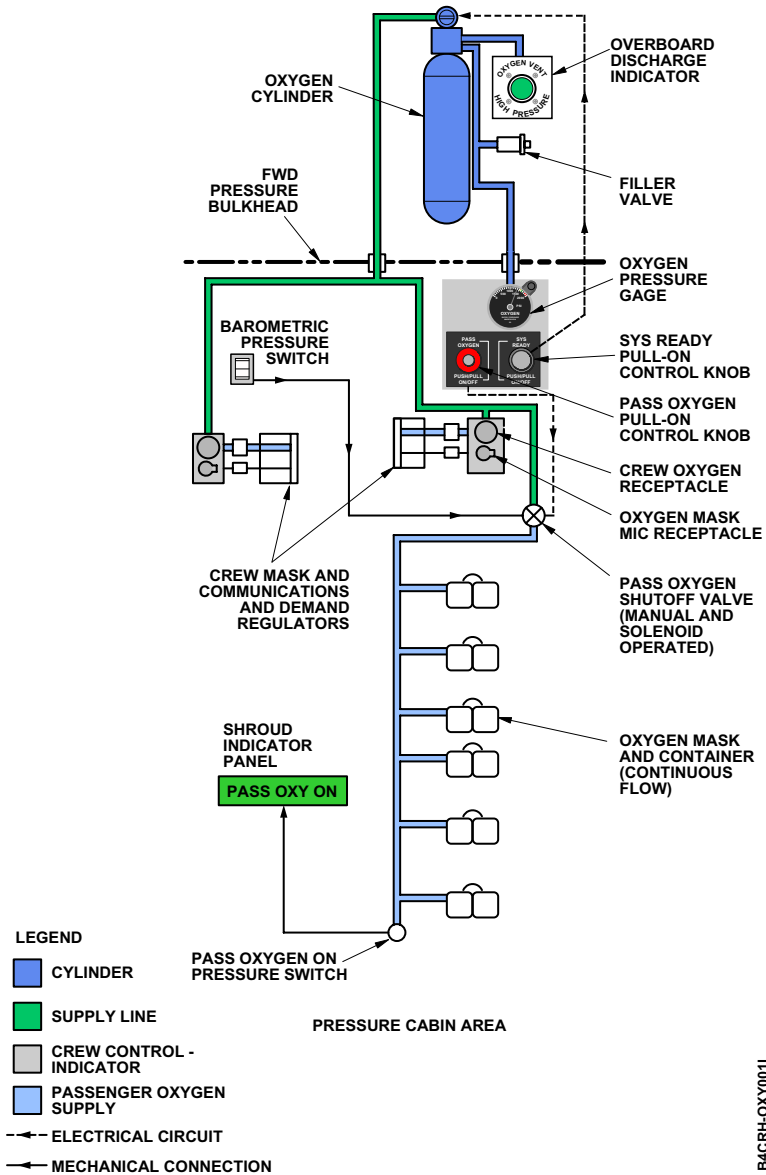 OVERBOARD
DISCHARGE
INDICATOR
OXYGEN VENT
HIGH PRESSURE
OXYGEN
CYLINDER
FILLER
VALVE
FWD
PRESSURE
BULKHEAD
OXYGEN
PRESSURE
GAGE
OXYGEN
BAROMETRIC
PRESSURE
SWITCH
PASS
OXYGEN
PUSH/PULL
ON/OFF
SYS
READY
PUSH/PULL
ON/OFF
SYS READY
PULL-ON
CONTROL KNOB
PASS OXYGEN
PULL-ON
CONTROL KNOB
CREW OXYGEN
RECEPTACLE
OXYGEN MASK
MIC RECEPTACLE
CREW MASK AND
COMMUNICATIONS
AND DEMAND
REGULATORS
PASS OXYGEN
SHUTOFF VALVE
(MANUAL AND
SOLENOID
OPERATED)
SHROUD
INDICATOR
PANEL
PASS OXY ON
OXYGEN MASK
AND CONTAINER
(CONTINUOUS
FLOW)
PASS OXYGEN ON
PRESSURE SWITCH
PRESSURE CABIN AREA
LEGEND
CYLINDER
SUPPLY LINE
CREW CONTROL -
INDICATOR
PASSENGER OXYGEN
SUPPLY
ELECTRICAL CIRCUIT
MECHANICAL CONNECTION